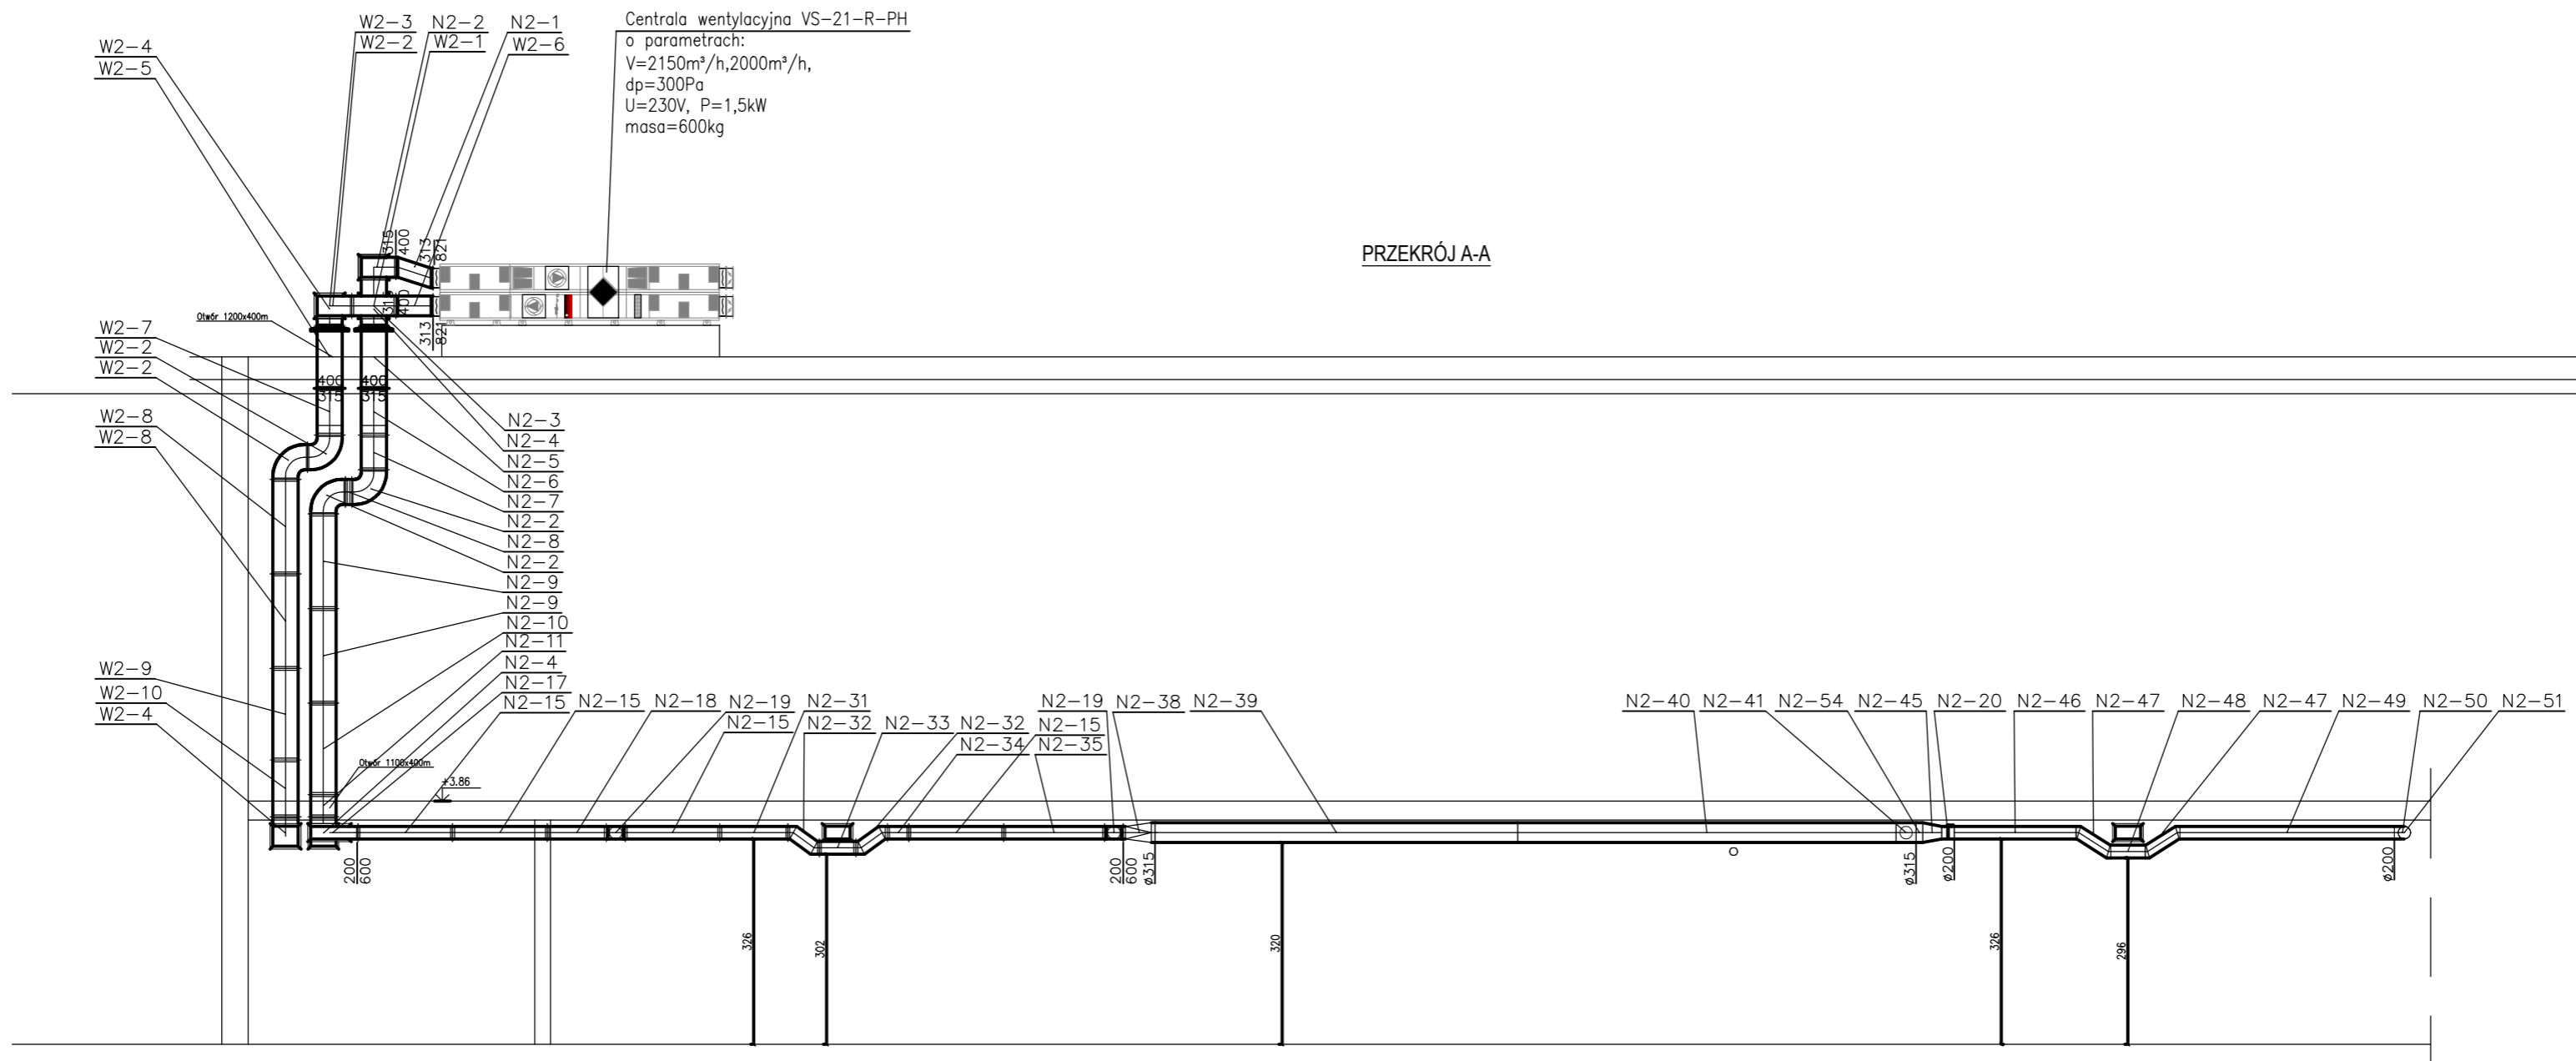 W2-3 N2-2 N2-1
W2-2 W2-1 W2-6
W2-4
W2-5
Centrala wentylacyjna VS-21-R-PH
o parametrach:
V=2150m³/h,2000m³/h,
dp=300Pa
U=230V, P=1,5kW
masa=600kg
PRZEKRÓJ A-A
315
400
313
821
315
400
313
821
Otwór 1200x400m
W2-7
W2-2
W2-2
400 400
315 315
W2-8
W2-8
N2-3
N2-4
N2-5
N2-6
N2-7
N2-2
N2-8
N2-2
N2-9
N2-9
N2-10
N2-11
N2-4
N2-17
N2-15
W2-9
W2-10
W2-4
Otwór 1100x400m
+3.86
N2-15 N2-18 N2-19 N2-31
N2-15 N2-32 N2-33 N2-32
N2-34
N2-19 N2-38 N2-39
N2-15
N2-35
N2-40 N2-41 N2-54 N2-45 N2-20 N2-46 N2-47 N2-48 N2-47 N2-49 N2-50 N2-51
200
600
200
600
ø315
ø315
ø200
ø200
326
302
320
326
296